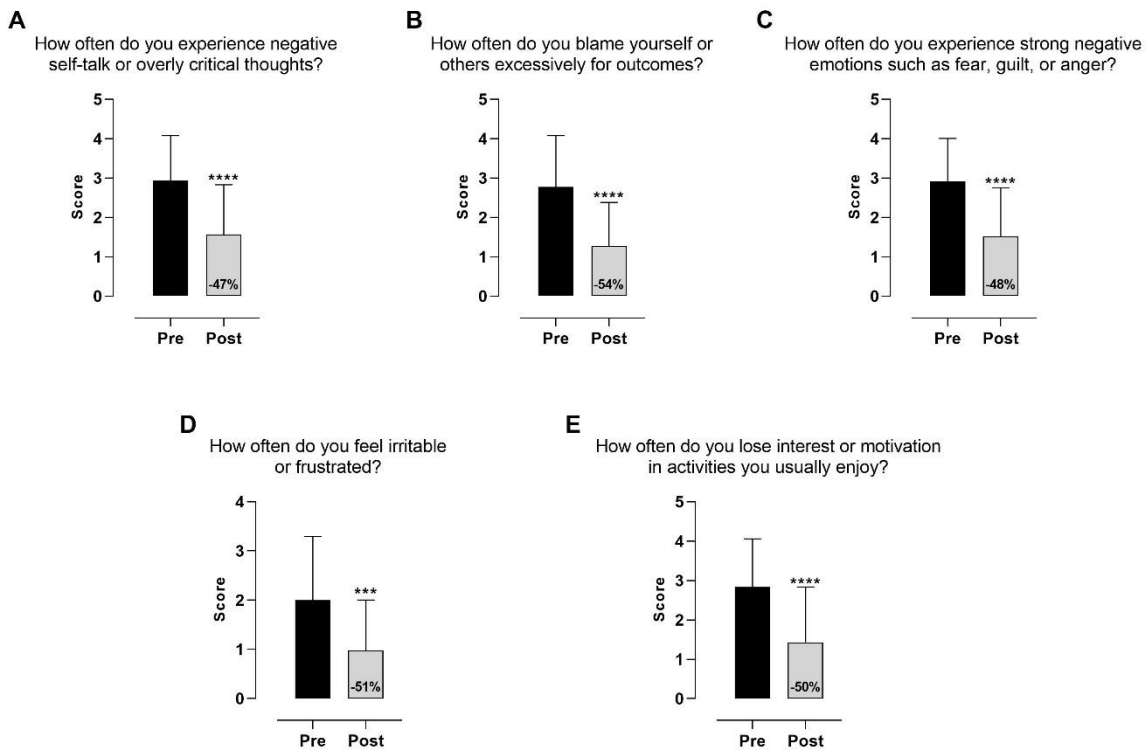 A
How often do you experience negative
self-talk or overly critical thoughts?
5
4
3
2
1
0
Score
****
-47%
Pre Post
B
How often do you blame yourself or
others excessively for outcomes?
5
4
3
2
1
0
Score
****
-54%
Pre Post
C
How often do you experience strong negative
emotions such as fear, guilt, or anger?
5
4
3
2
1
0
Score
****
-48%
Pre Post
D
How often do you feel irritable
or frustrated?
4
3
2
1
0
Score
***
-51%
Pre Post
E
How often do you lose interest or motivation
in activities you usually enjoy?
5
4
3
2
1
0
Score
****
-50%
Pre Post